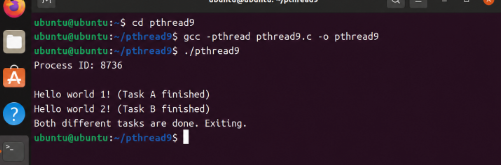 ubuntu@ubuntu: ~/pthread9
ubuntu@ubuntu:~$ cd pthread9
ubuntu@ubuntu:~/pthread9$ gcc -pthread pthread9.c -o pthread9
ubuntu@ubuntu:~/pthread9$ ./pthread9
Process ID: 8736
Hello world 1! (Task A finished)
Hello world 2! (Task B finished)
Both different tasks are done. Exiting.
ubuntu@ubuntu:~/pthread9$